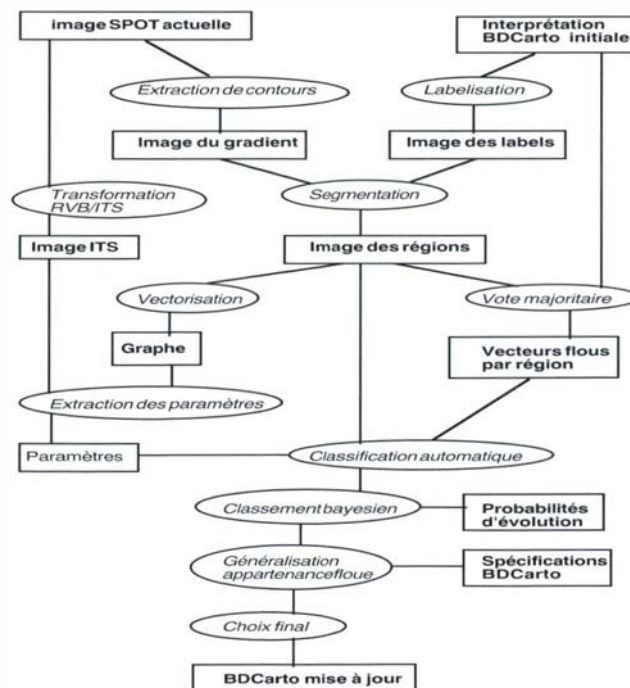 image SPOT actuelle
Interprétation
BDCarto initiale
Extraction de contours
Labelisation
Image du gradient
Image des labels
Transformation
RVB/ITS
Segmentation
Image ITS
Image des régions
Vectorisation
Vote majoritaire
Graphe
Vecteurs flous
par région
Extraction des paramètres
Paramètres
Classification automatique
Classement bayesien
Probabilités
d'évolution
Généralisation
appartenancefloue
Spécifications
BDCarto
Choix final
BDCarto mise à jour